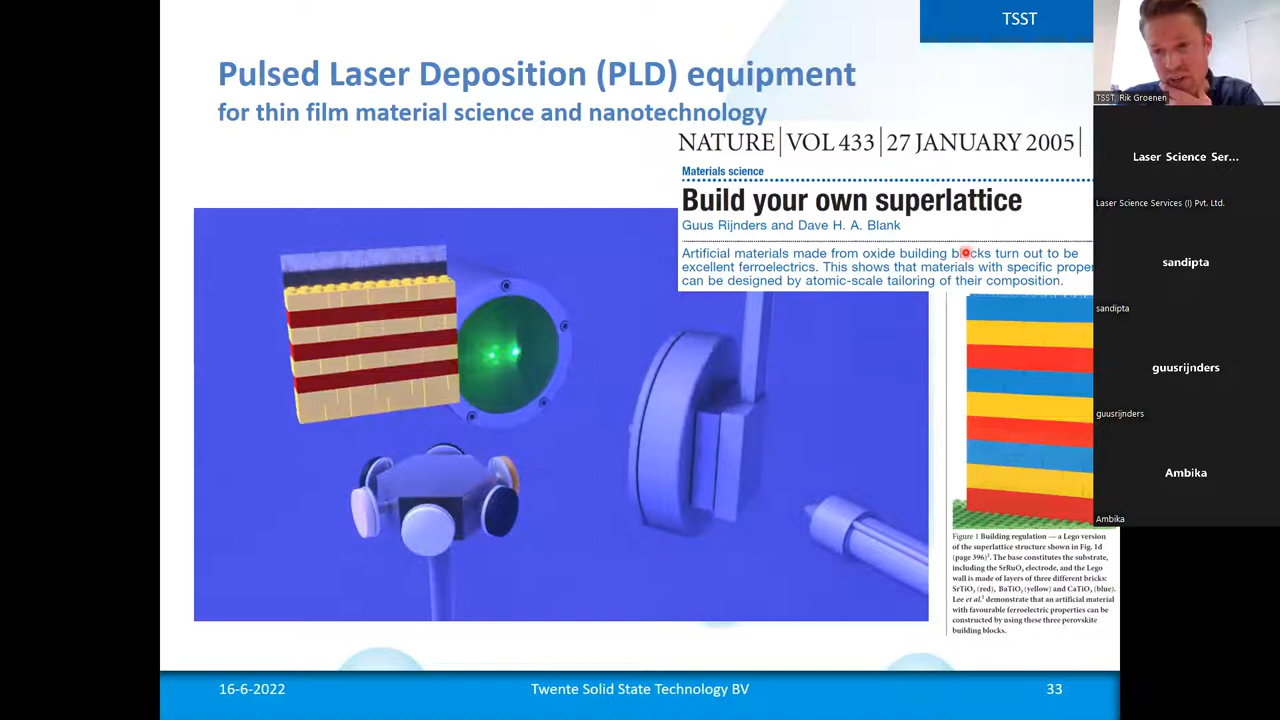 TSST
Pulsed Laser Deposition (PLD) equipment
for thin film material science and nanotechnology
NATURE|VOL 433|27 JANUARY 2005|
Materials science
Build your own superlattice
Guus Rijnders and Dave H. A. Blank
Artificial materials made from oxide building blocks turn out to be
excellent ferroelectrics. This shows that materials with specific proper
can be designed by atomic-scale tailoring of their composition.
Figure 1 Building regulation — a Lego version
of the superlattice structure shown in Fig. 1d
(page 396)². The base constitutes the substrate,
including the SrRuO₃ electrode, and the Lego
wall is made of layers of three different bricks:
SrTiO₃ (red), BaTiO₃ (yellow) and CaTiO₃ (blue).
Lee et al.² demonstrate that an artificial material
with favourable ferroelectric properties can be
constructed by using these three perovskite
building blocks.
16-6-2022
Twente Solid State Technology BV
33
TSST, Rik Groenen
Laser Science Ser...
Laser Science Services (I) Pvt. Ltd.
sandipta
sandipta
guusrijnders
guusrijnders
Ambika
Ambika